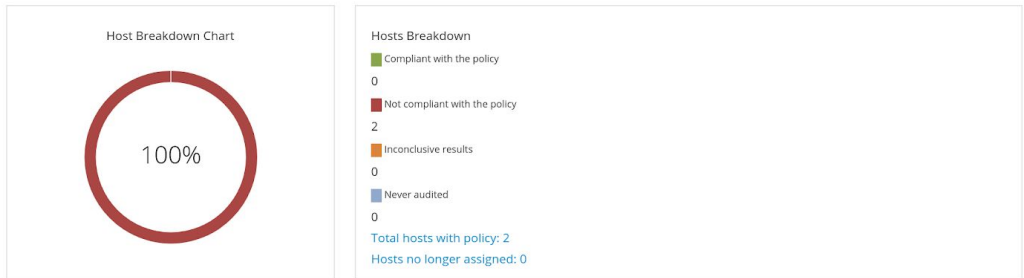 Host Breakdown Chart
100%
Hosts Breakdown
Compliant with the policy
0
Not compliant with the policy
2
Inconclusive results
0
Never audited
0
Total hosts with policy: 2
Hosts no longer assigned: 0